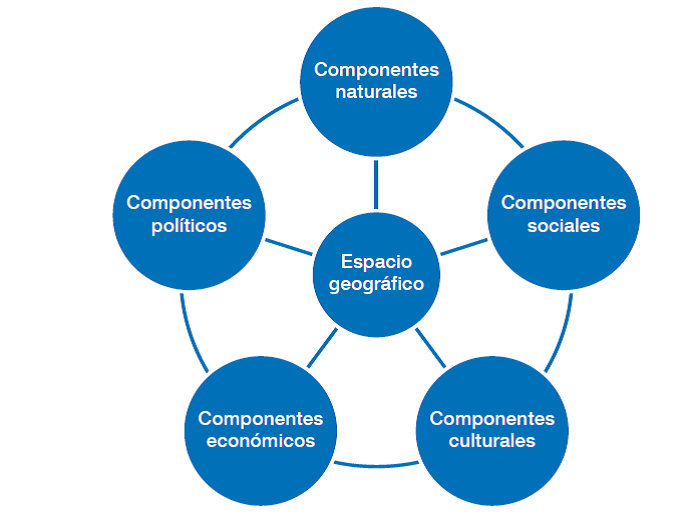 Componentes
naturales
Componentes
políticos
Componentes
sociales
Espacio
geográfico
Componentes
económicos
Componentes
culturales